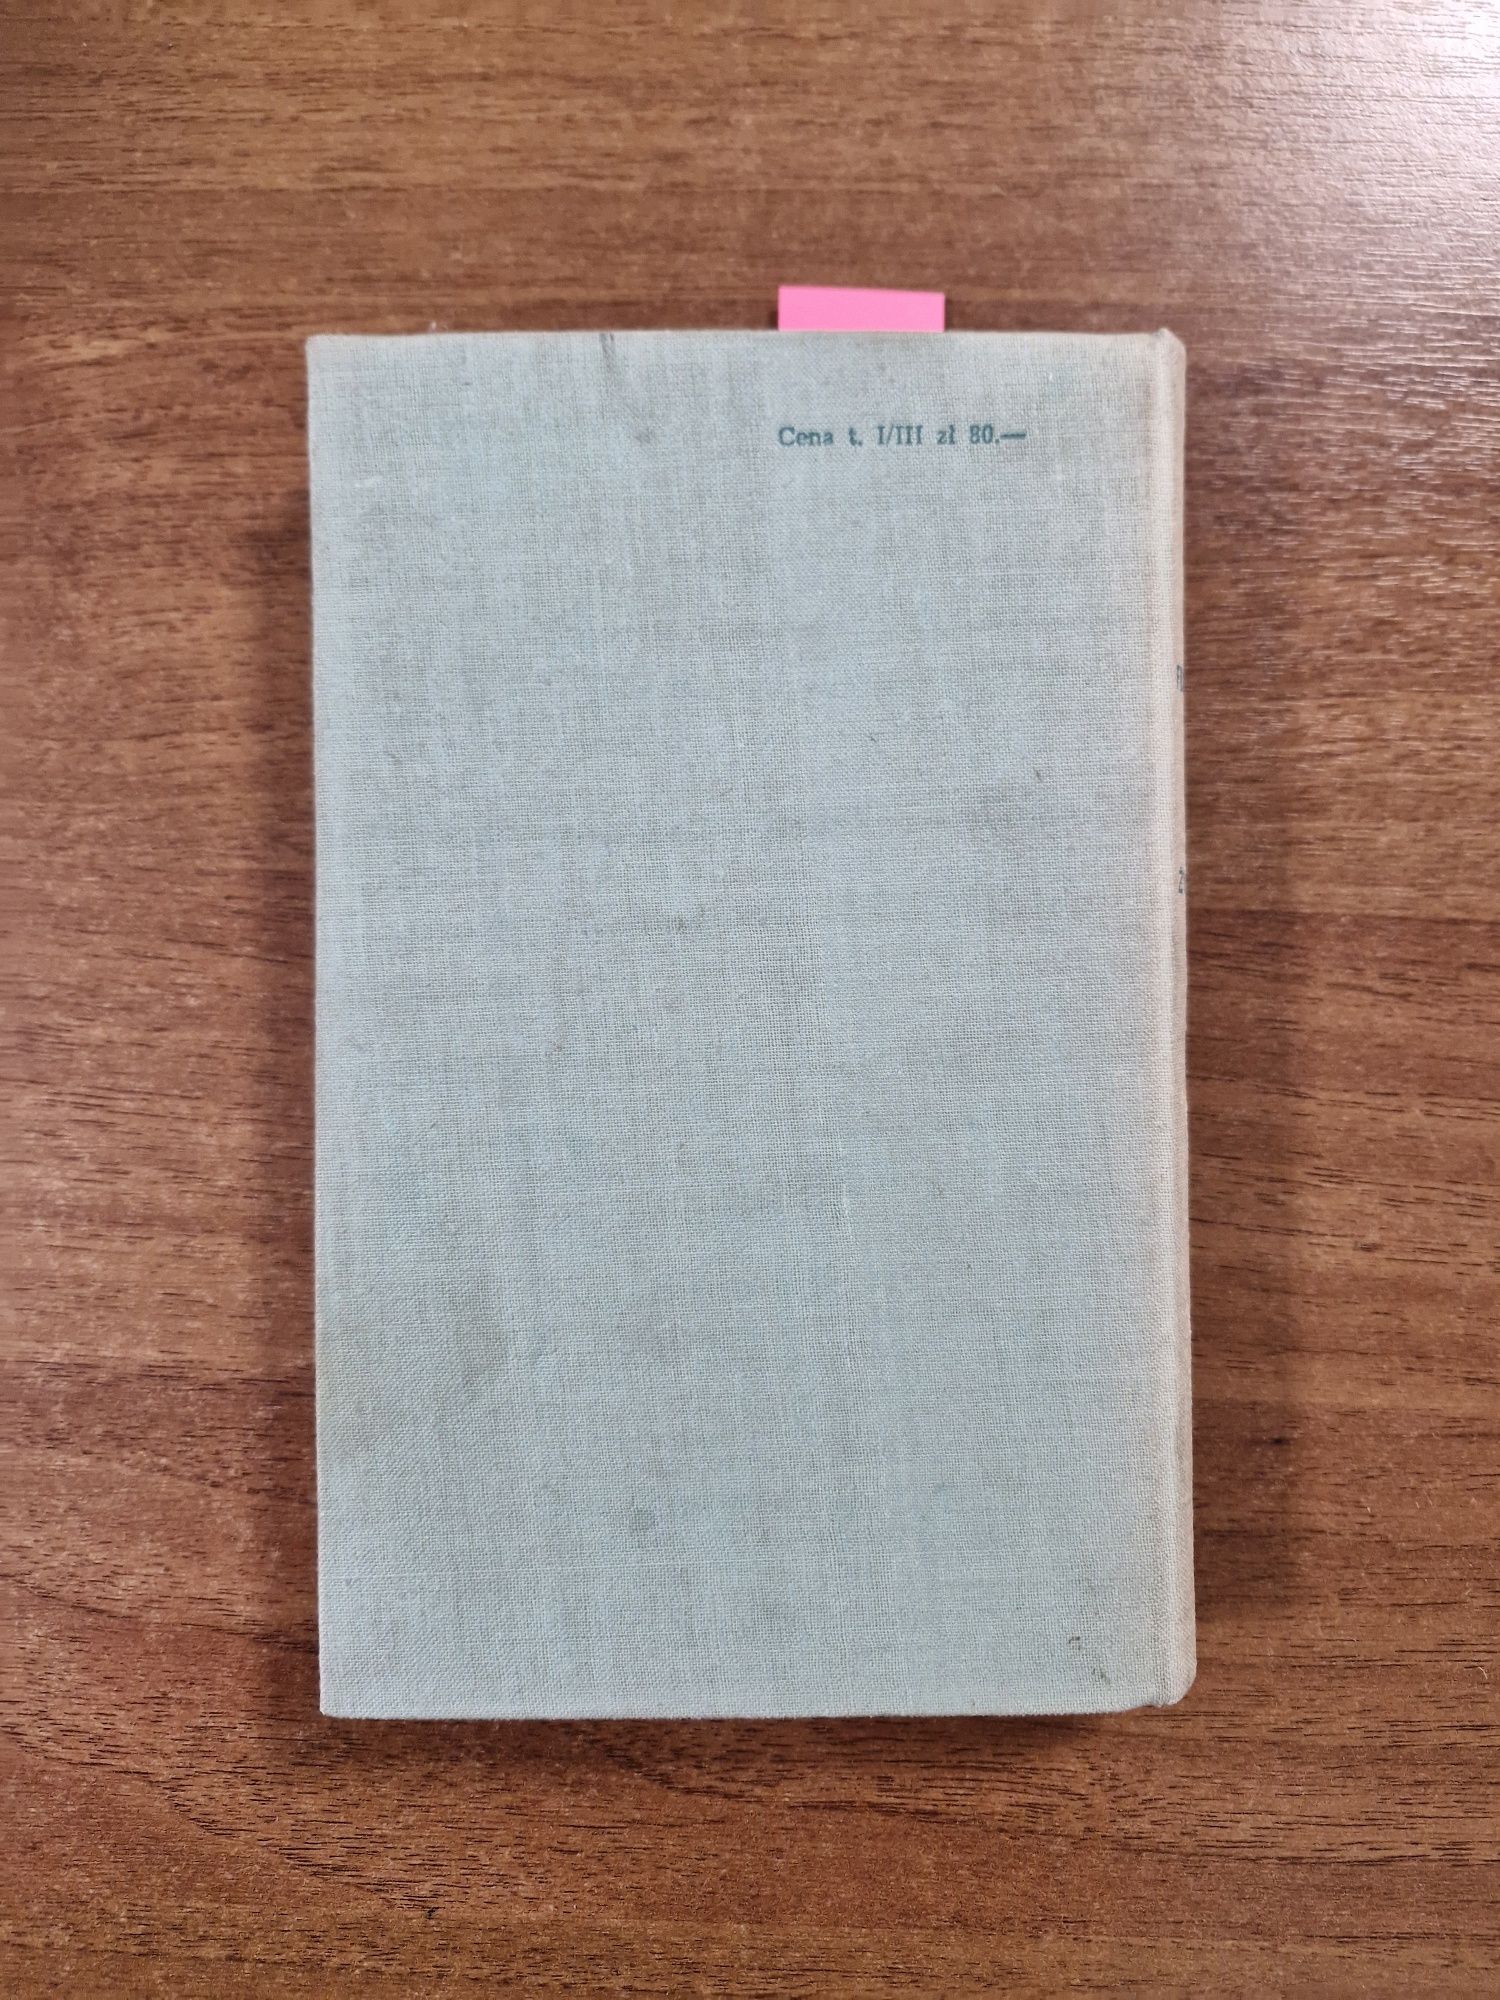 Cena t. I/III zł 80.—